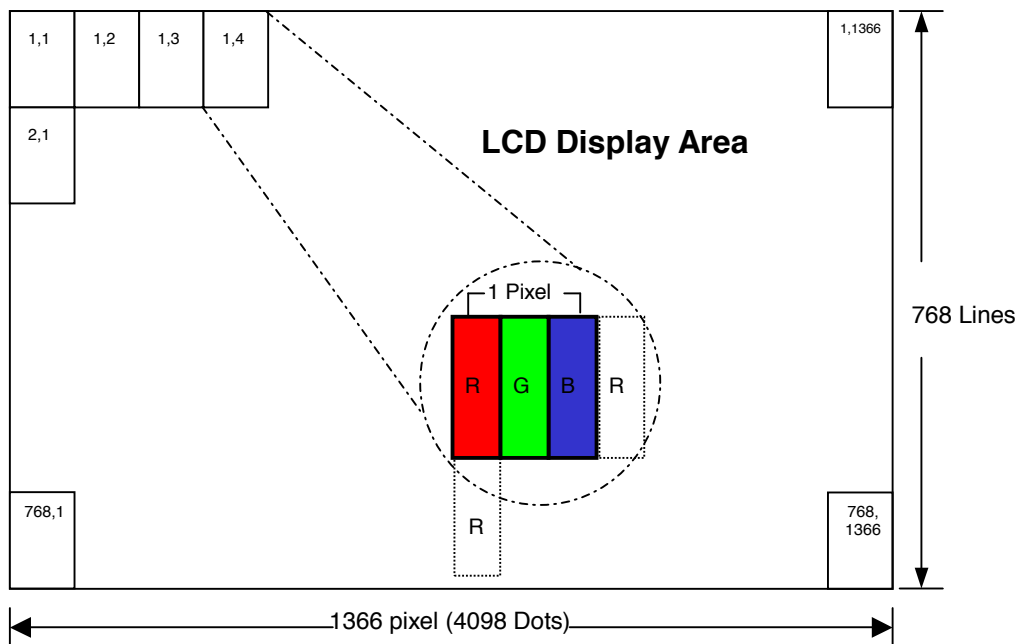 1,1
1,2
1,3
1,4
1,1366
2,1
LCD Display Area
1 Pixel
768 Lines
R
G
B
R
768,1
R
768,
1366
1366 pixel (4098 Dots)